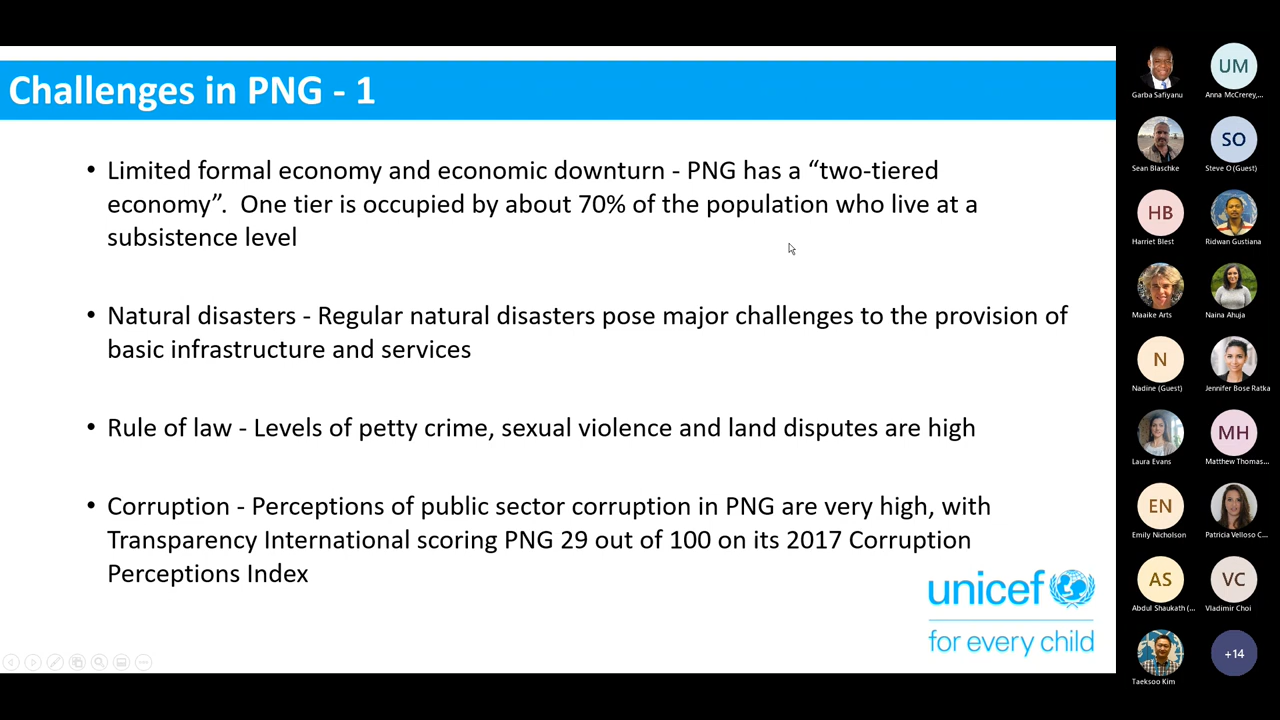 Challenges in PNG - 1
• Limited formal economy and economic downturn - PNG has a “two-tiered
economy”.  One tier is occupied by about 70% of the population who live at a
subsistence level
• Natural disasters - Regular natural disasters pose major challenges to the provision of
basic infrastructure and services
• Rule of law - Levels of petty crime, sexual violence and land disputes are high
• Corruption - Perceptions of public sector corruption in PNG are very high, with
Transparency International scoring PNG 29 out of 100 on its 2017 Corruption
Perceptions Index
unicef
for every child
Garba Safiyanu
UM
Anna McCrerey,...
Sean Blaschke
SO
Steve O (Guest)
HB
Harriet Blest
Ridwan Gustiana
Maaike Arts
Naina Ahuja
N
Nadine (Guest)
Jennifer Bose Ratka
Laura Evans
MH
Matthew Thomas...
EN
Emily Nicholson
Patricia Velloso C...
AS
Abdul Shaukath (...
VC
Vladimir Choi
Taeksoo Kim
+14